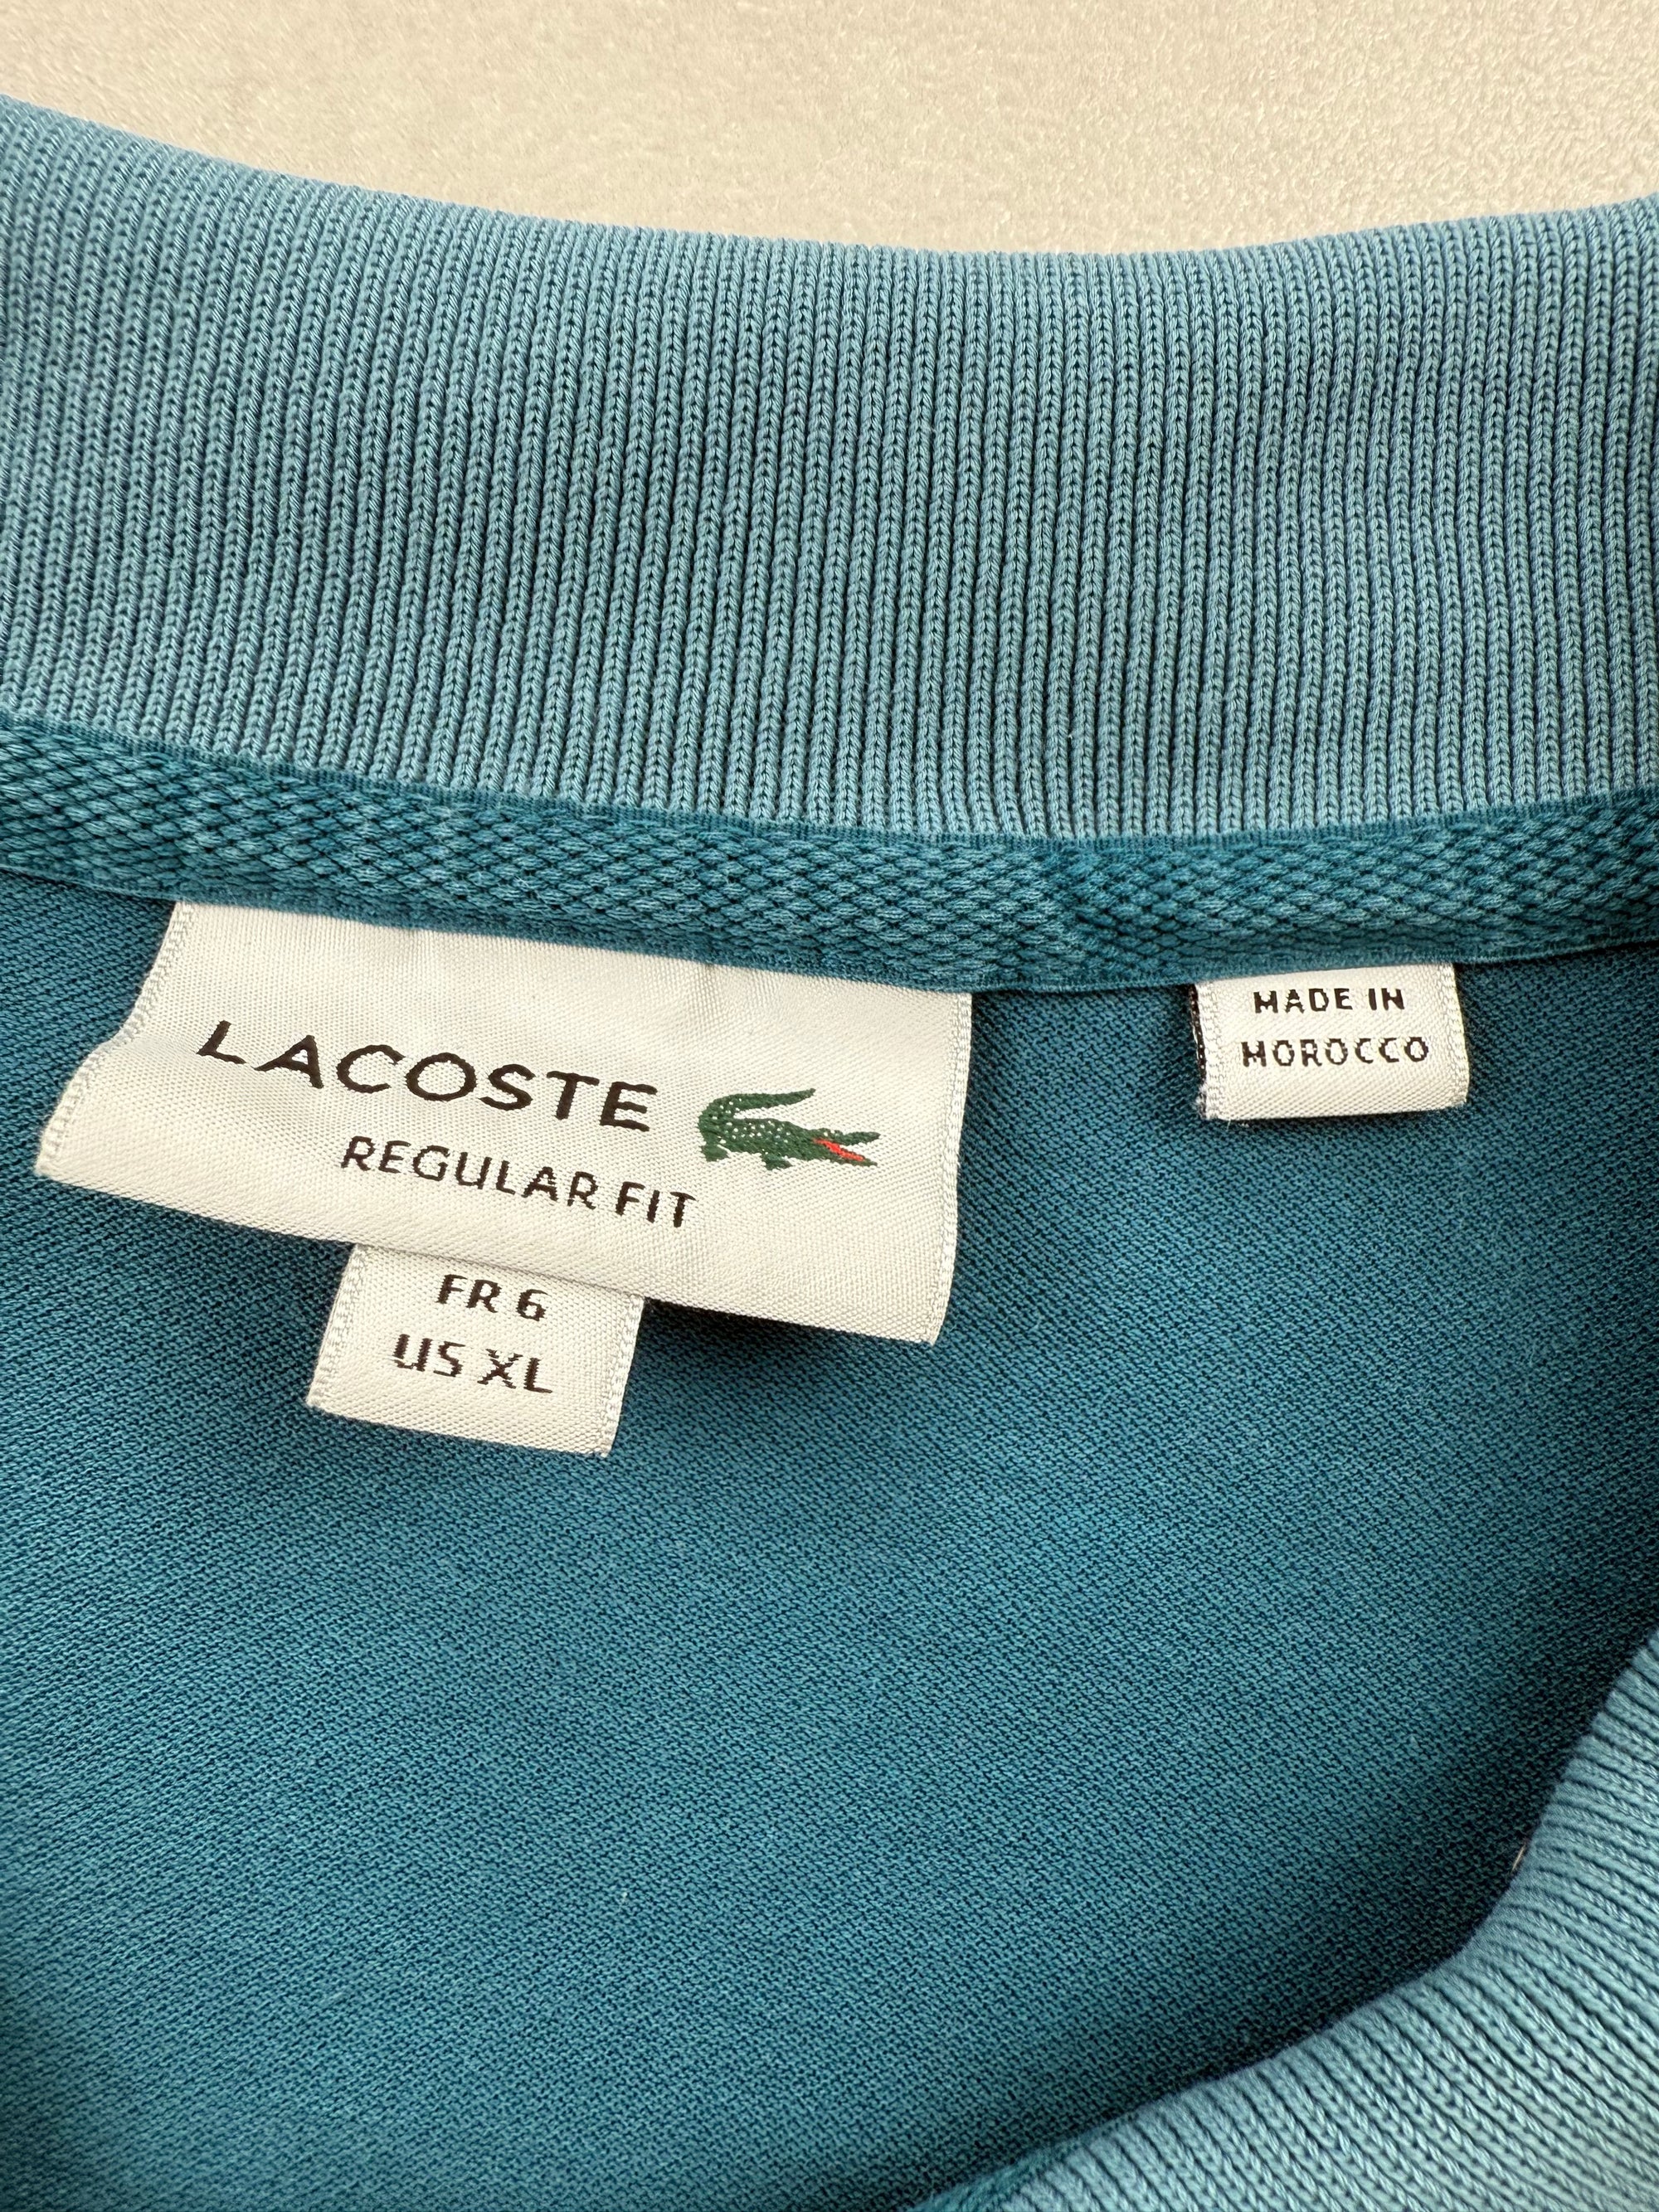 LACOSTE
REGULAR FIT
FR 6
US XL
MADE IN
MOROCCO